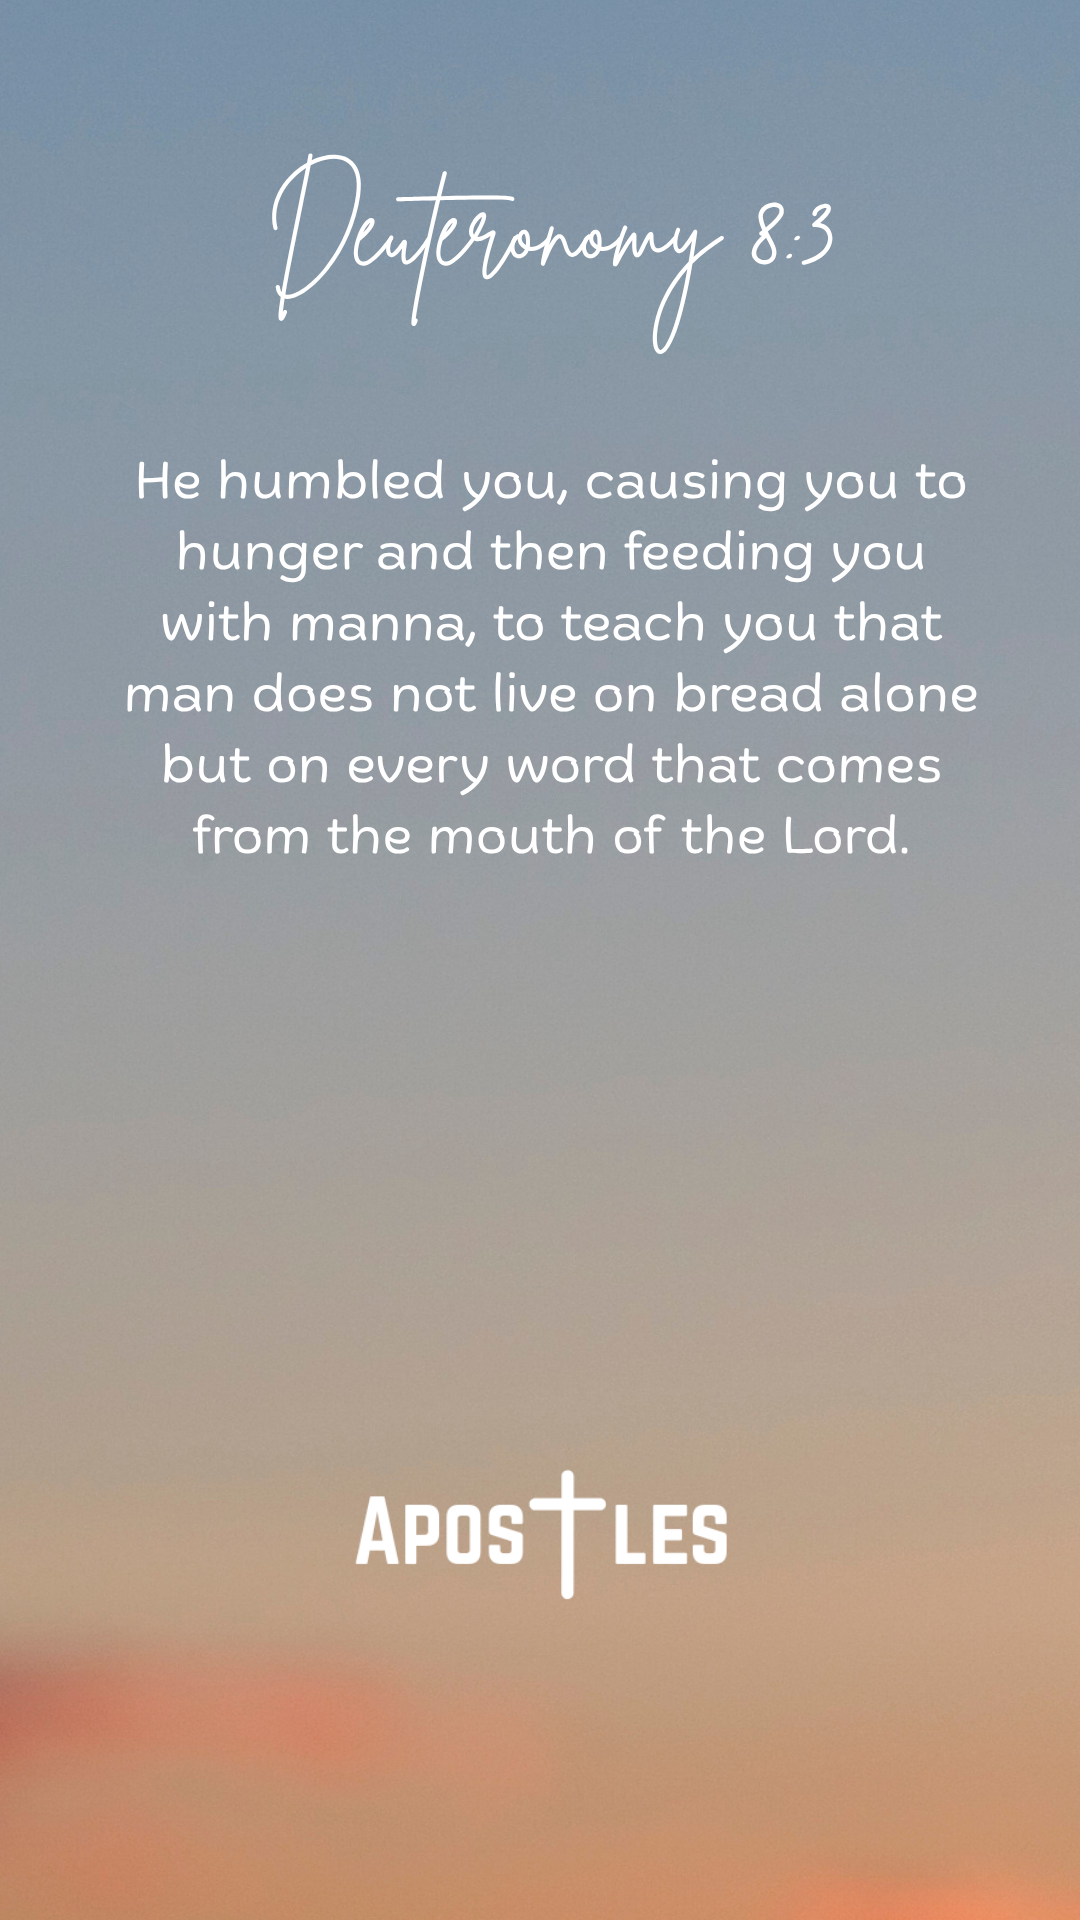 Deuteronomy 8:3
He humbled you, causing you to
hunger and then feeding you
with manna, to teach you that
man does not live on bread alone
but on every word that comes
from the mouth of the Lord.
APOSTLES